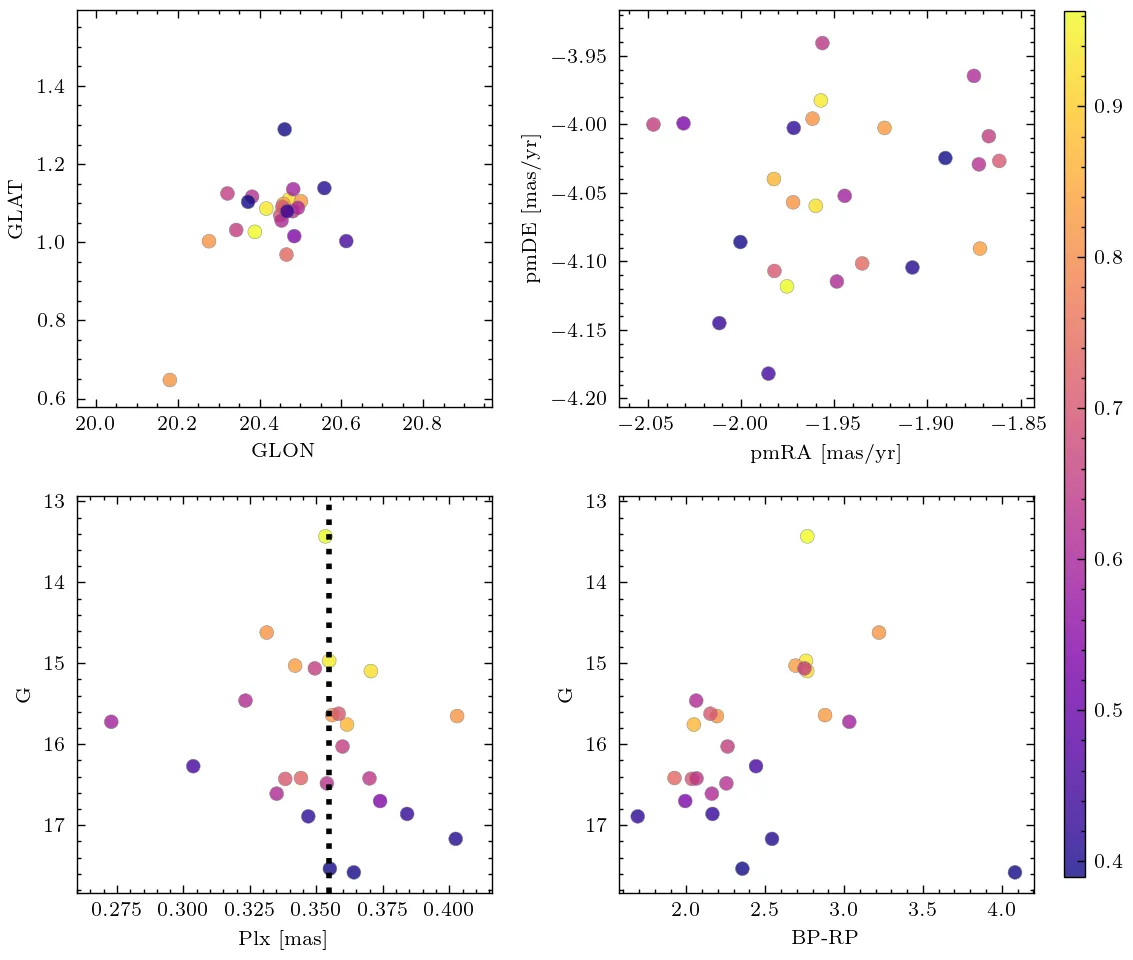 1.4
1.2
1.0
0.8
0.6
GLAT
20.0 20.2 20.4 20.6 20.8
GLON
−3.95
−4.00
−4.05
−4.10
−4.15
−4.20
pmDE [mas/yr]
−2.05 −2.00 −1.95 −1.90 −1.85
pmRA [mas/yr]
13
14
15
16
17
G
0.275 0.300 0.325 0.350 0.375 0.400
Plx [mas]
13
14
15
16
17
G
2.0 2.5 3.0 3.5 4.0
BP-RP
0.9
0.8
0.7
0.6
0.5
0.4